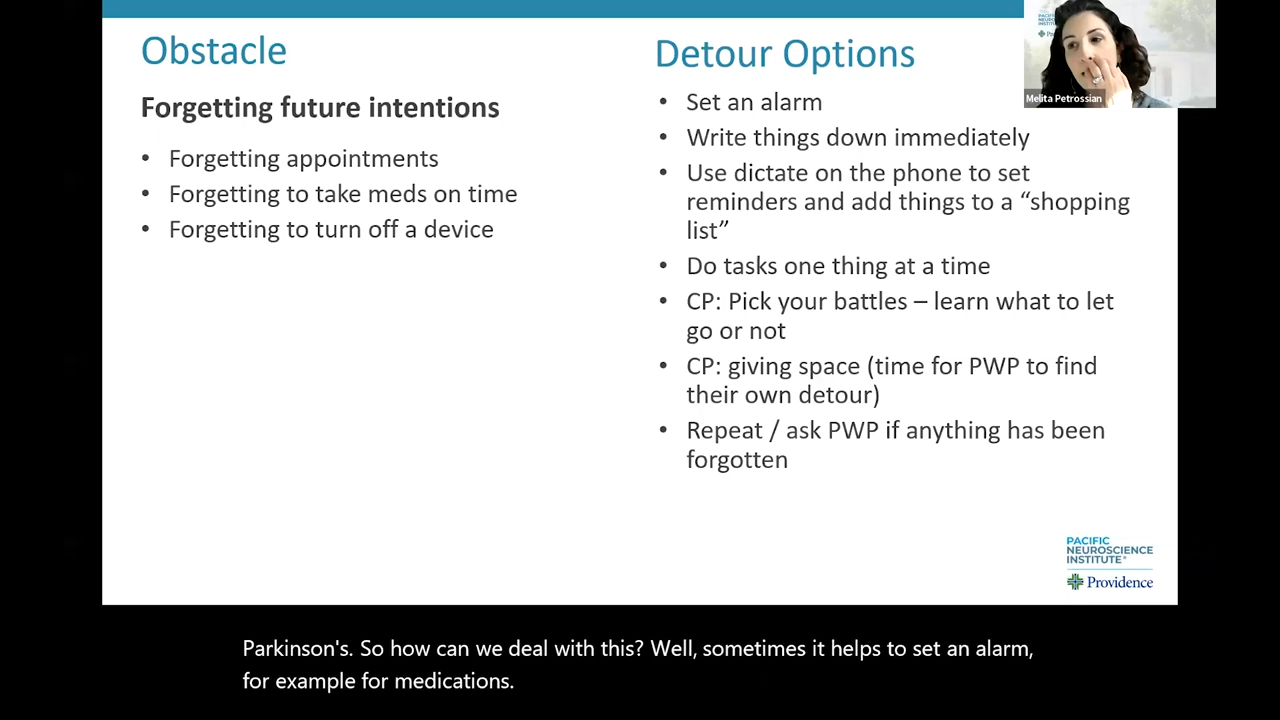 Obstacle
Forgetting future intentions
• Forgetting appointments
• Forgetting to take meds on time
• Forgetting to turn off a device
Detour Options
• Set an alarm
• Write things down immediately
• Use dictate on the phone to set
reminders and add things to a “shopping
list”
• Do tasks one thing at a time
• CP: Pick your battles – learn what to let
go or not
• CP: giving space (time for PWP to find
their own detour)
• Repeat / ask PWP if anything has been
forgotten
Melita Petrossian
PACIFIC
NEUROSCIENCE
INSTITUTE®
Providence
Parkinson's. So how can we deal with this? Well, sometimes it helps to set an alarm,
for example for medications.